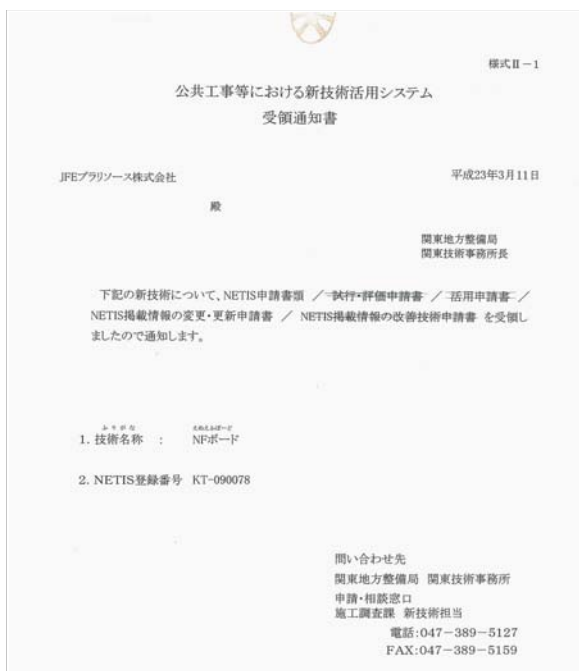 様式Ⅱ－1
公共工事等における新技術活用システム
受領通知書
JFEプラリソース株式会社
平成23年3月11日
殿
関東地方整備局
関東技術事務所長
下記の新技術について、NETIS申請書類 ／ 試行・評価申請書 ／ 活用申請書 ／
NETIS掲載情報の変更・更新申請書 ／ NETIS掲載情報の改善技術申請書 を受領し
ましたので通知します。
ふりがな えぬえふぼーど
1. 技術名称 ： NFボード
2. NETIS登録番号 KT-090078
問い合わせ先
関東地方整備局 関東技術事務所
申請・相談窓口
施工調査課 新技術担当
電話：047－389－5127
FAX：047－389－5159